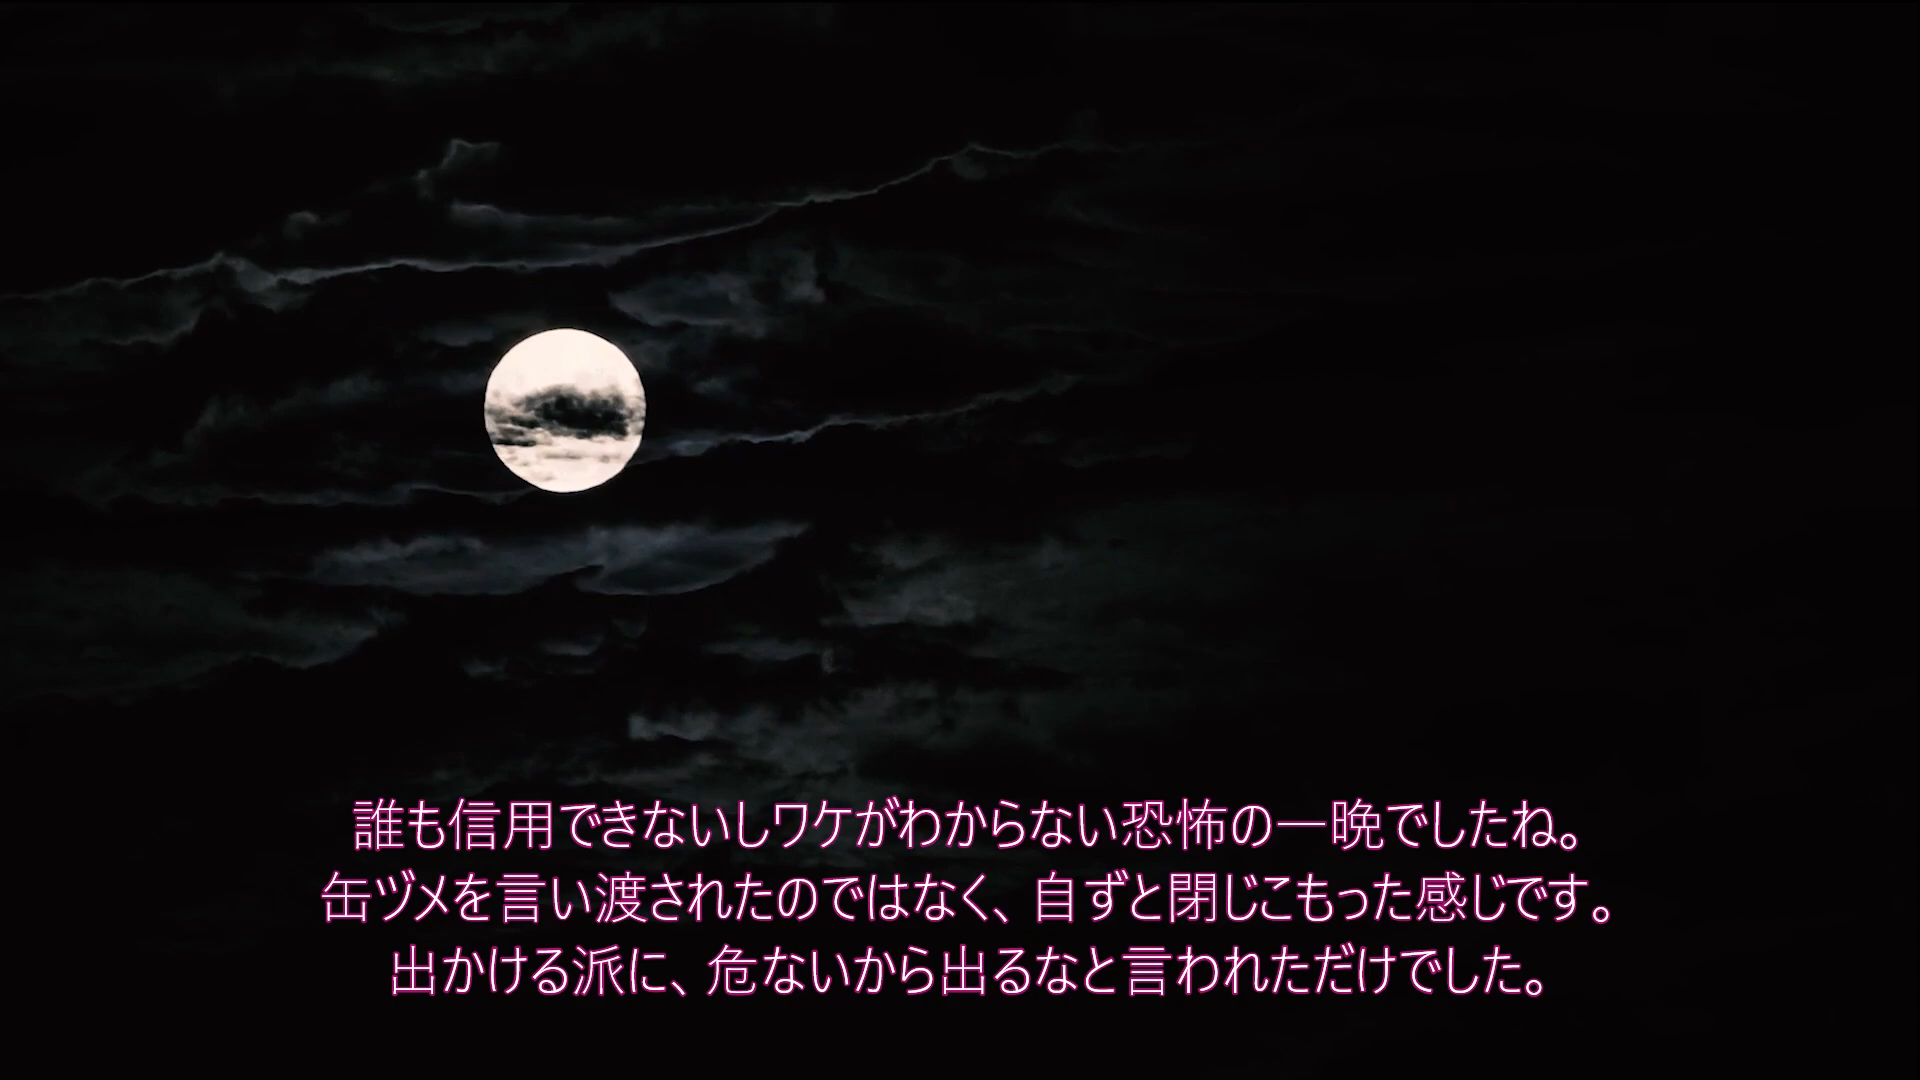 誰も信用できないしワケがわからない恐怖の一晩でしたね。
缶ヅメを言い渡されたのではなく、自ずと閉じこもった感じです。
出かける派に、危ないから出るなと言われただけでした。